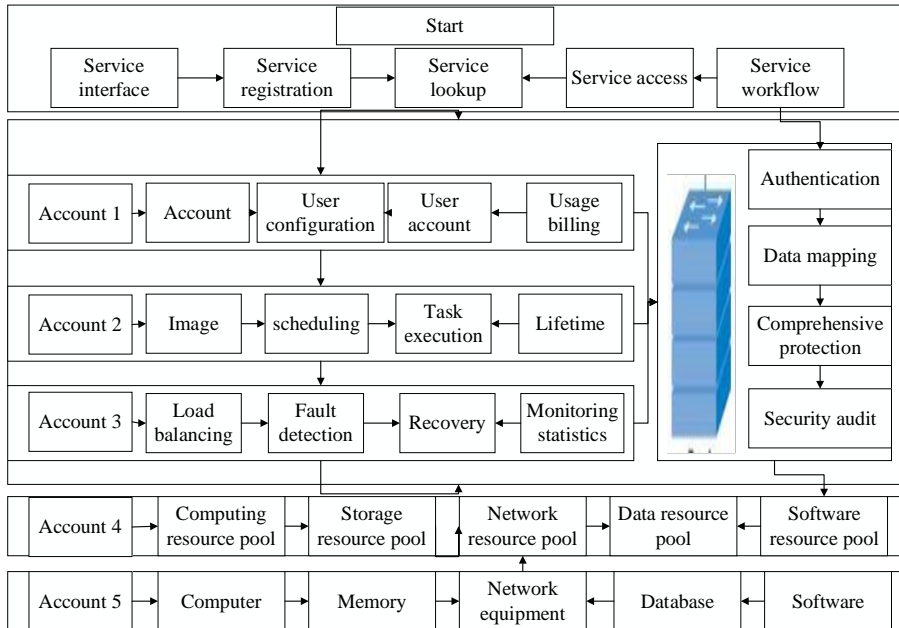 Start
Service
interface
Service
registration
Service
lookup
Service access
Service
workflow
Authentication
Data mapping
Comprehensive
protection
Security audit
Account 1
Account
User
configuration
User
account
Usage
billing
Account 2
Image
scheduling
Task
execution
Lifetime
Account 3
Load
balancing
Fault
detection
Recovery
Monitoring
statistics
Account 4
Computing
resource pool
Storage
resource pool
Network
resource pool
Data resource
pool
Software
resource pool
Account 5
Computer
Memory
Network
equipment
Database
Software